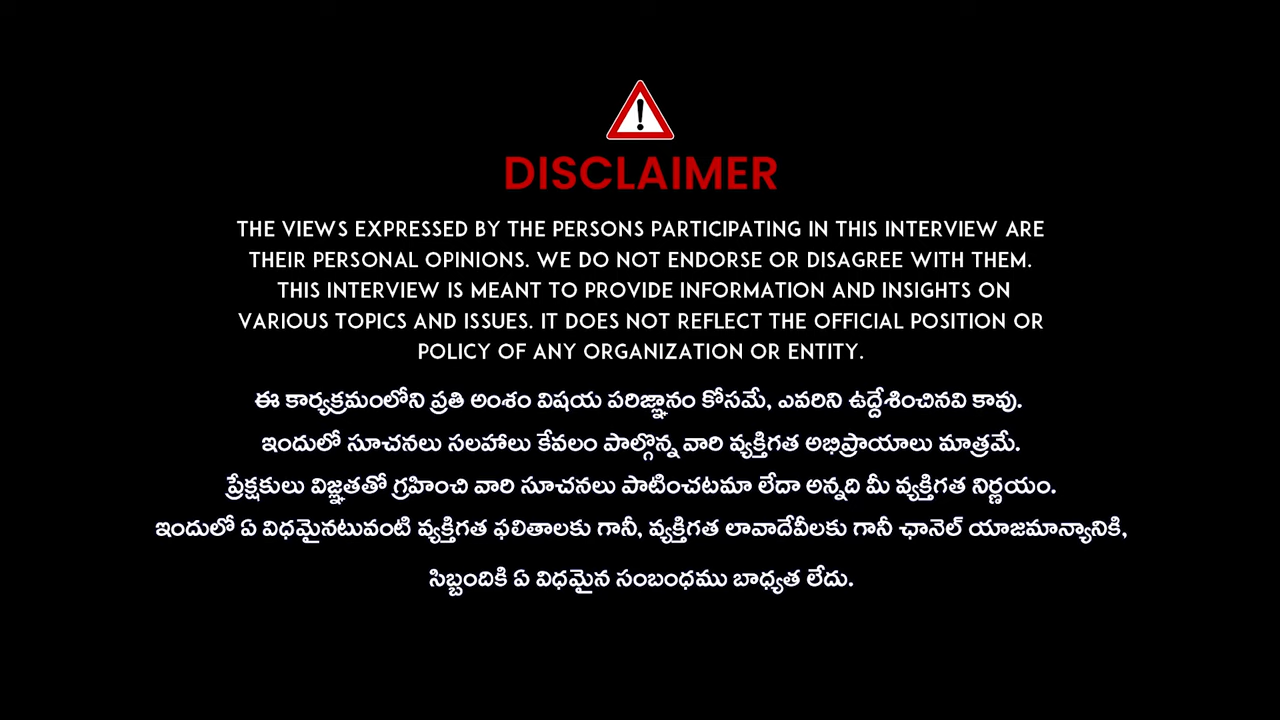 DISCLAIMER
THE VIEWS EXPRESSED BY THE PERSONS PARTICIPATING IN THIS INTERVIEW ARE
THEIR PERSONAL OPINIONS. WE DO NOT ENDORSE OR DISAGREE WITH THEM.
THIS INTERVIEW IS MEANT TO PROVIDE INFORMATION AND INSIGHTS ON
VARIOUS TOPICS AND ISSUES. IT DOES NOT REFLECT THE OFFICIAL POSITION OR
POLICY OF ANY ORGANIZATION OR ENTITY.
ఈ కార్యక్రమంలోని ప్రతి అంశం విషయ పరిజ్ఞానం కోసమే, ఎవరిని ఉద్దేశించినవి కావు.
ఇందులో సూచనలు సలహాలు కేవలం పాల్గొన్న వారి వ్యక్తిగత అభిప్రాయాలు మాత్రమే.
ప్రేక్షకులు విజ్ఞతతో గ్రహించి వారి సూచనలు పాటించటమా లేదా అన్నది మీ వ్యక్తిగత నిర్ణయం.
ఇందులో ఏ విధమైనటువంటి వ్యక్తిగత ఫలితాలకు గానీ, వ్యక్తిగత లావాదేవీలకు గానీ ఛానెల్ యాజమాన్యానికి,
సిబ్బందికి ఏ విధమైన సంబంధము బాధ్యత లేదు.